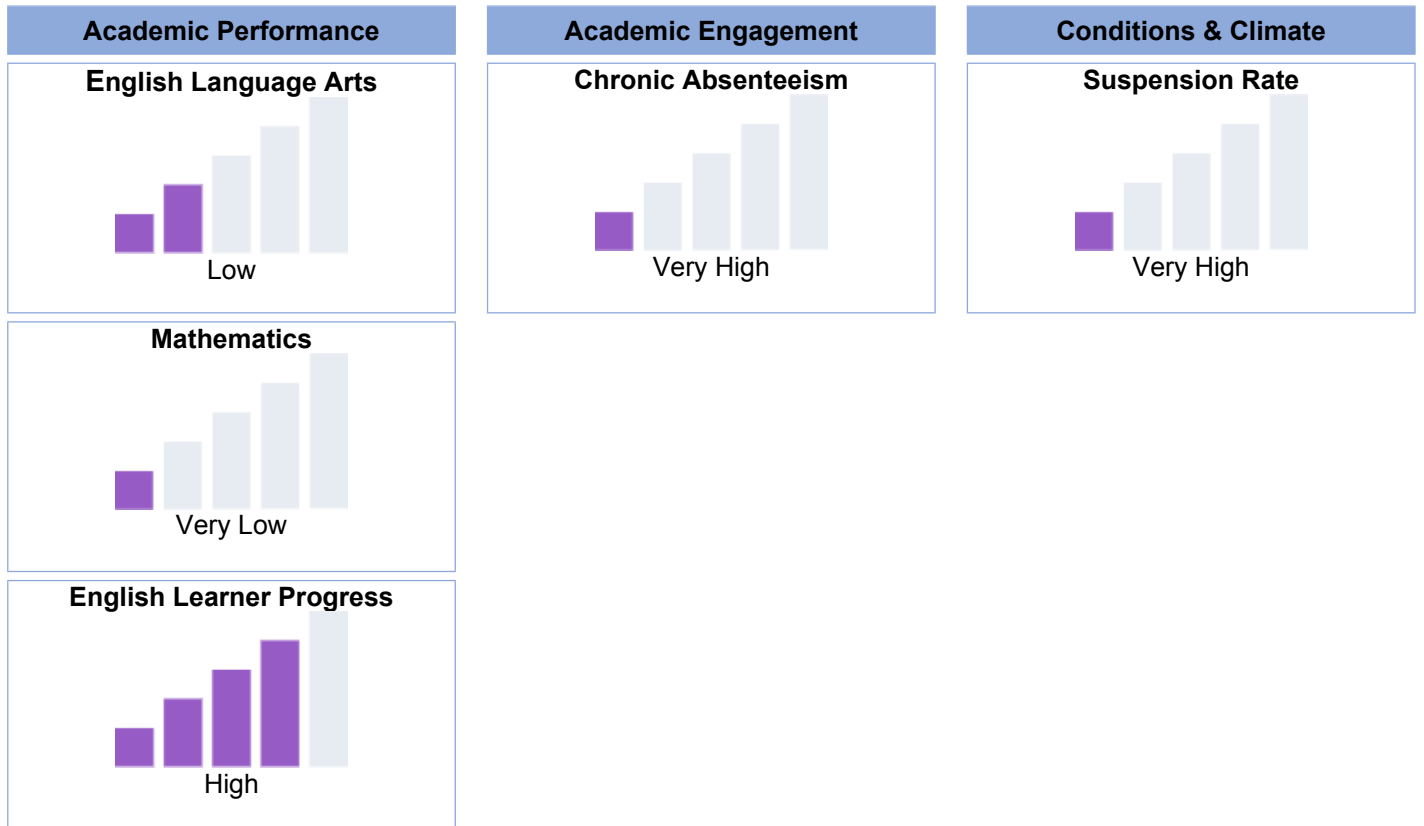 Academic Performance
English Language Arts
Low
Mathematics
Very Low
English Learner Progress
High
Academic Engagement
Chronic Absenteeism
Very High
Conditions & Climate
Suspension Rate
Very High